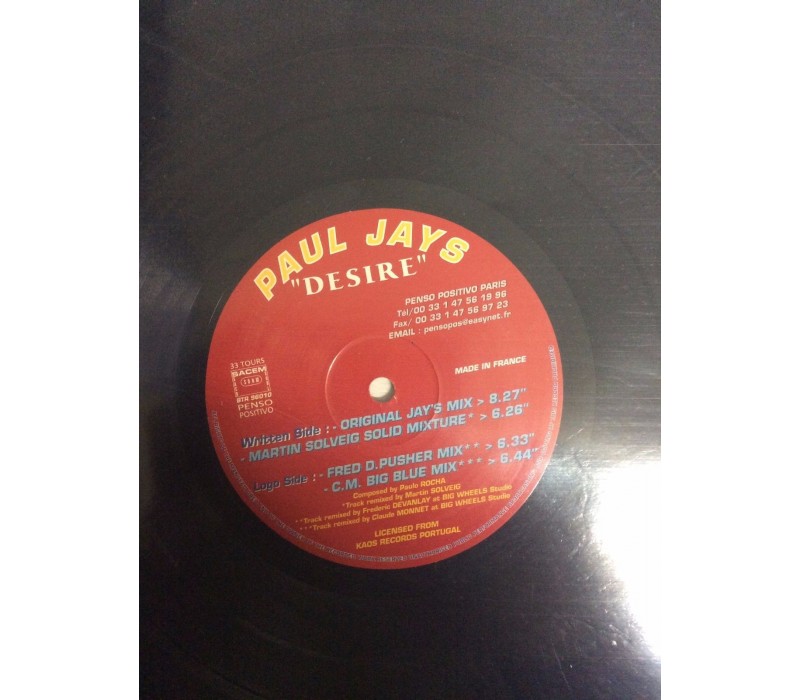 PAUL JAYS
"DESIRE"
PENSO POSITIVO PARIS
Tél/00 33 1 47 56 19 96
Fax/ 00 33 1 47 56 97 23
EMAIL : pensopos@easynet.fr
MADE IN FRANCE
33 TOURS
SACEM
BTR 96010
PENSO
POSITIVO
Written Side : - ORIGINAL JAY'S MIX > 8.27"
- MARTIN SOLVEIG SOLID MIXTURE* > 6.26"
Logo Side : - FRED D.PUSHER MIX** > 6.33"
- C.M. BIG BLUE MIX*** > 6.44"
Composed by Paulo ROCHA
*Track remixed by Martin SOLVEIG
**Track remixed by Frederic DEVANLAY at BIG WHEELS Studio
***Track remixed by Claude MONNET at BIG WHEELS Studio
LICENSED FROM
KAOS RECORDS PORTUGAL